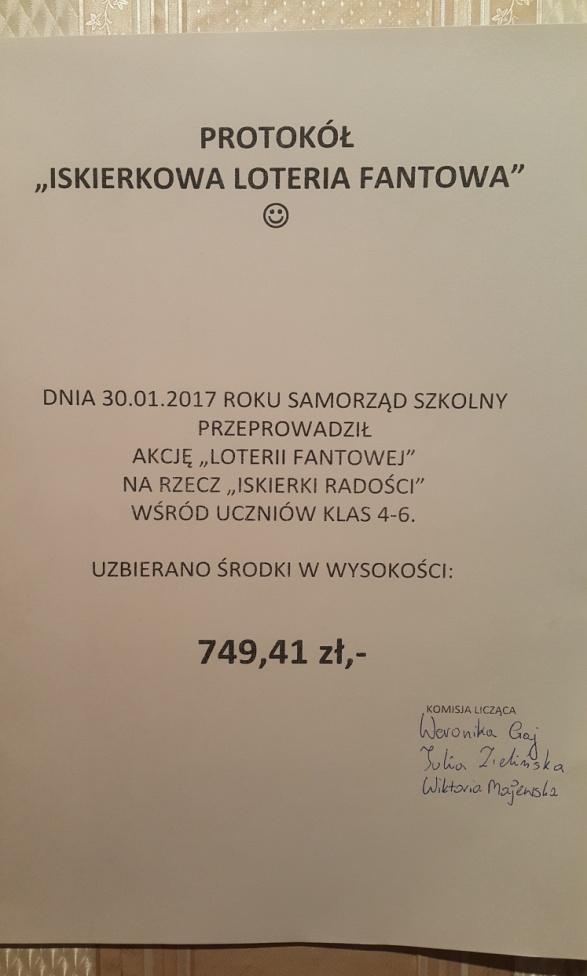 PROTOKÓŁ
„ISKIERKOWA LOTERIA FANTOWA”
☺
DNIA 30.01.2017 ROKU SAMORZĄD SZKOLNY
PRZEPROWADZIŁ
AKCJĘ „LOTERII FANTOWEJ”
NA RZECZ „ISKIERKI RADOŚCI”
WŚRÓD UCZNIÓW KLAS 4-6.
UZBIERANO ŚRODKI W WYSOKOŚCI:
749,41 zł,-
KOMISJA LICZĄCA
Weronika Gaj
Julia Zielińska
Wiktoria Majewska